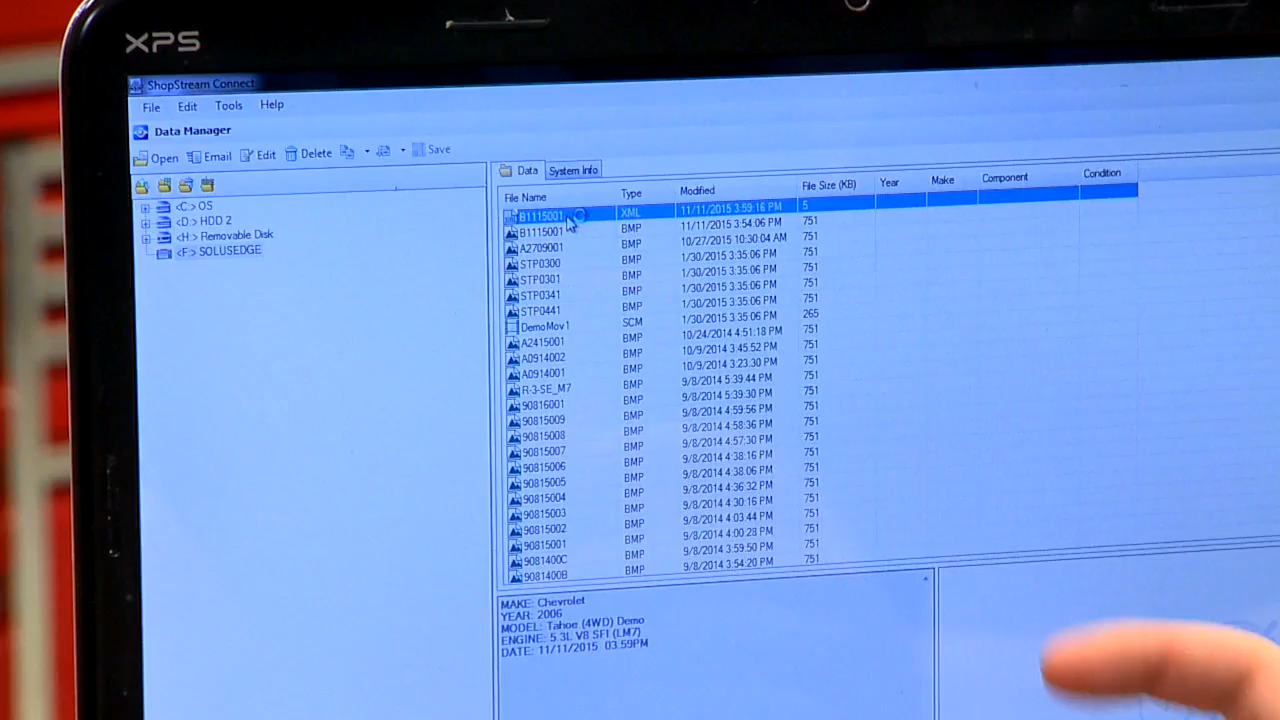 XPS
ShopStream Connect
File Edit Tools Help
Data Manager
Open Email Edit Delete Save
Data System Info
<C:> OS
<D:> HDD 2
<H:> Removable Disk
<F:> SOLUSEDGE
File Name Type Modified File Size (KB) Year Make Component Condition
B1115001 XML 11/11/2015 3:59:16 PM 5
B1115001 BMP 11/11/2015 3:54:06 PM 751
A2709001 BMP 10/27/2015 10:30:04 AM 751
STP0300 BMP 1/30/2015 3:35:06 PM 751
STP0301 BMP 1/30/2015 3:35:06 PM 751
STP0341 BMP 1/30/2015 3:35:06 PM 751
STP0441 BMP 1/30/2015 3:35:06 PM 751
DemoMov1 SCM 1/30/2015 3:35:06 PM 265
A2415001 BMP 10/24/2014 4:51:18 PM 751
A0914002 BMP 10/9/2014 3:45:52 PM 751
A0914001 BMP 10/9/2014 3:23:30 PM 751
R-3-SE_M7 BMP 9/8/2014 5:39:44 PM 751
90816001 BMP 9/8/2014 5:39:30 PM 751
90815009 BMP 9/8/2014 4:59:56 PM 751
90815008 BMP 9/8/2014 4:58:36 PM 751
90815007 BMP 9/8/2014 4:57:30 PM 751
90815006 BMP 9/8/2014 4:38:16 PM 751
90815005 BMP 9/8/2014 4:38:06 PM 751
90815004 BMP 9/8/2014 4:36:32 PM 751
90815003 BMP 9/8/2014 4:30:16 PM 751
90815002 BMP 9/8/2014 4:03:44 PM 751
90815001 BMP 9/8/2014 4:00:28 PM 751
9081400C BMP 9/8/2014 3:59:50 PM 751
9081400B BMP 9/8/2014 3:54:20 PM 751
MAKE: Chevrolet
YEAR: 2006
MODEL: Tahoe (4WD) Demo
ENGINE: 5.3L V8 SFI (LM7)
DATE: 11/11/2015 03:59PM